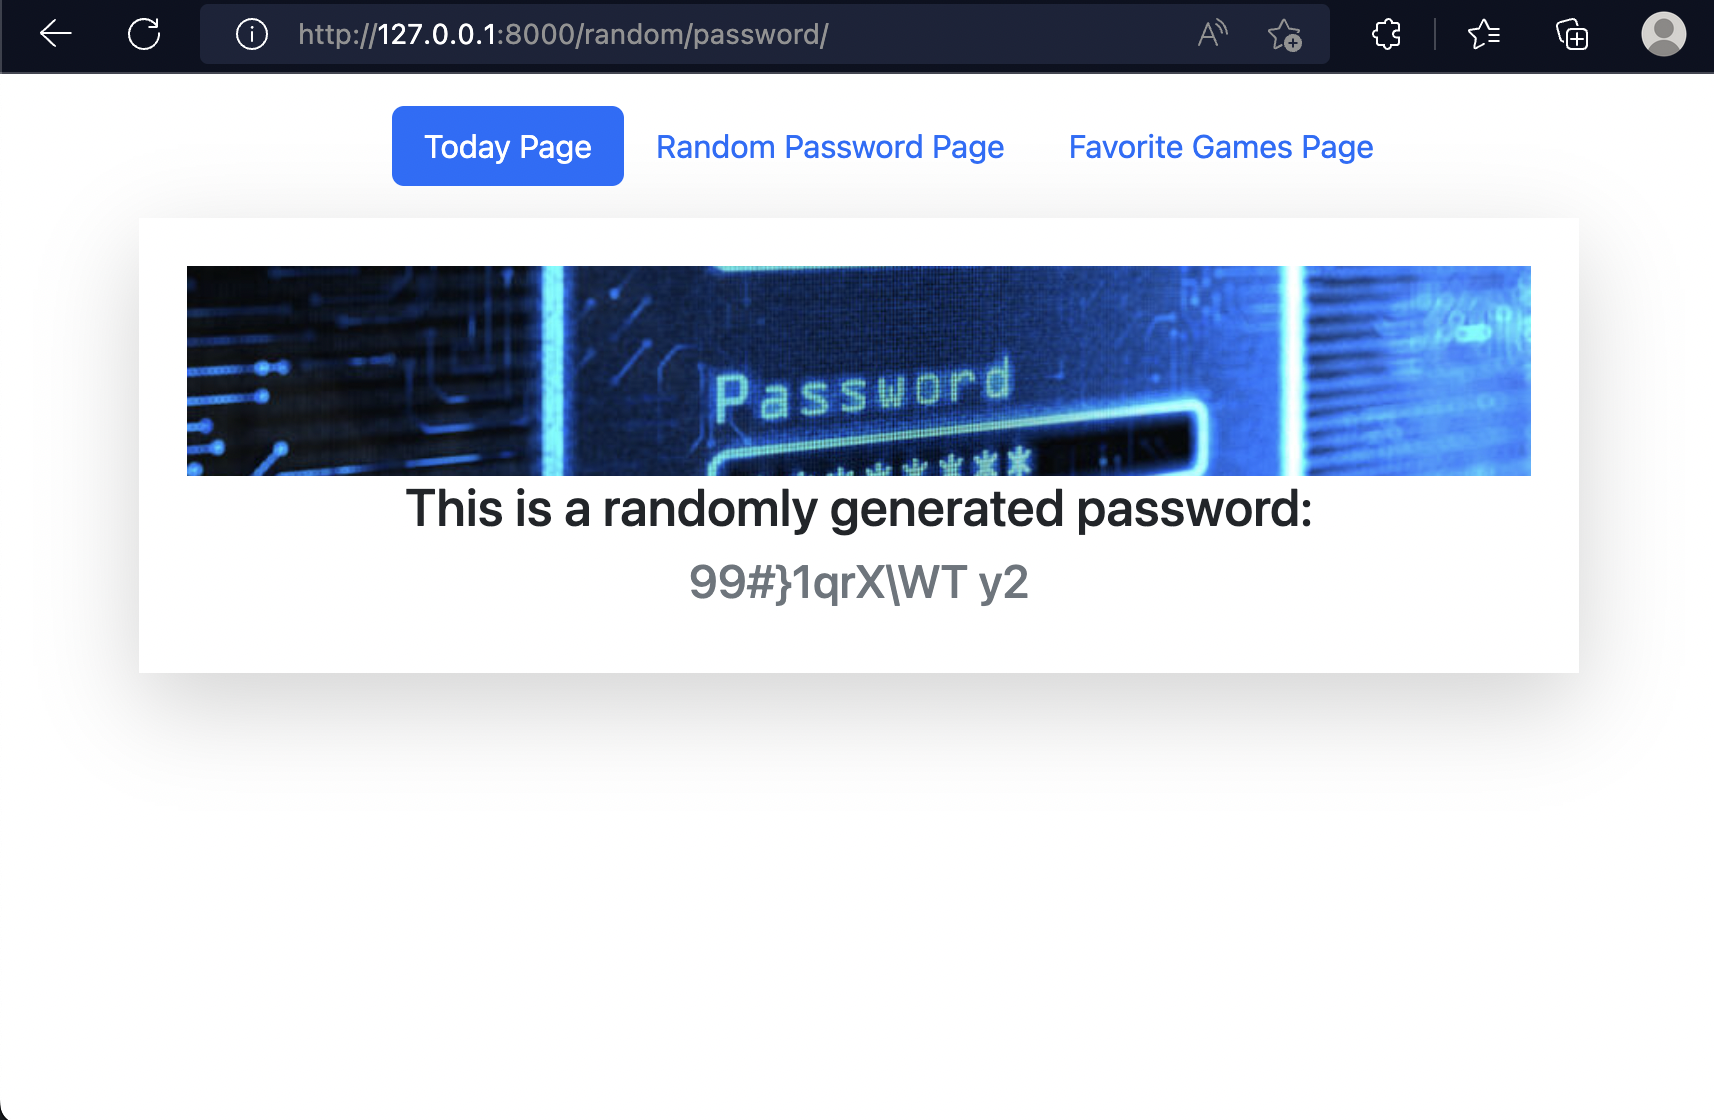 http://127.0.0.1:8000/random/password/
Today Page Random Password Page Favorite Games Page
Password
*******
This is a randomly generated password:
99#}1qrX\WT y2